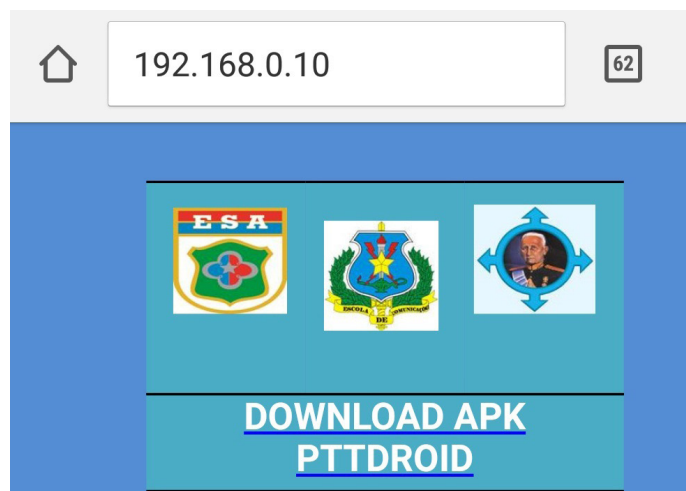 192.168.0.10
62
ESA
ESCOLA DE COMUNICAÇÕES
DOWNLOAD APK
PTTDROID